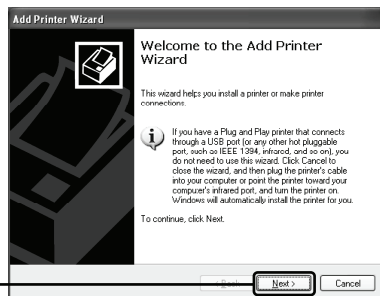 Add Printer Wizard
Welcome to the Add Printer
Wizard
This wizard helps you install a printer or make printer
connections.
If you have a Plug and Play printer that connects
through a USB port (or any other hot pluggable
port, such as IEEE 1394, infrared, and so on), you
do not need to use this wizard. Click Cancel to
close the wizard, and then plug the printer's cable
into your computer or point the printer toward your
computer's infrared port, and turn the printer on.
Windows will automatically install the printer for you.
To continue, click Next.
< Back
Next >
Cancel